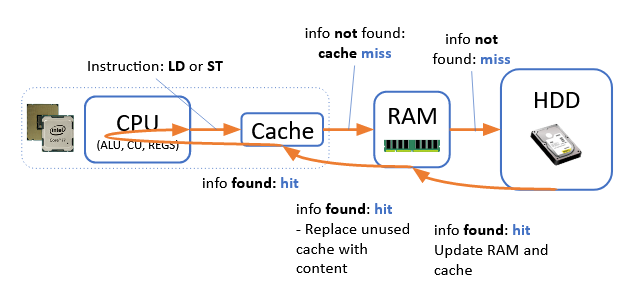 info not found:
cache miss
info not
found: miss
Instruction: LD or ST
CPU
(ALU, CU, REGS)
Cache
RAM
HDD
intel
info found: hit
info found: hit
- Replace unused
cache with
content
info found: hit
Update RAM and
cache